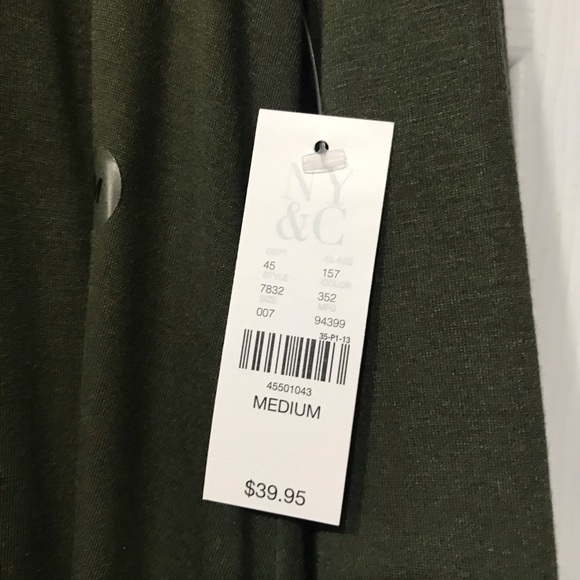 M
NY
&C
DEPT CLASS
45 157
STYLE COLOR
7832 352
SIZE MFG
007 94399
35-P1-13
45501043
MEDIUM
$39.95